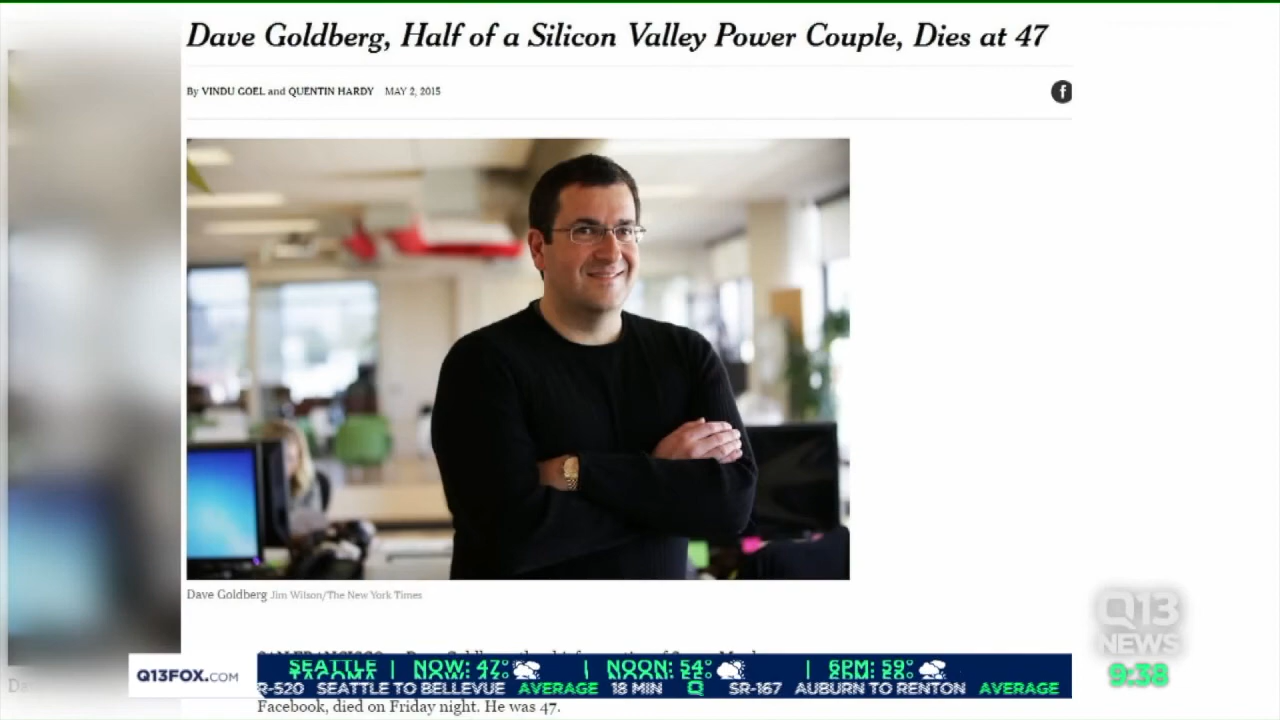 Dave Goldberg, Half of a Silicon Valley Power Couple, Dies at 47
By VINDU GOEL and QUENTIN HARDY MAY 2, 2015
f
Dave Goldberg Jim Wilson/The New York Times
Q13
NEWS
9:38
Q13FOX.COM
SEATTLE | NOW: 47° | NOON: 54° | 6PM: 59°
R-520 SEATTLE TO BELLEVUE AVERAGE 18 MIN Q SR-167 AUBURN TO RENTON AVERAGE
Facebook, died on Friday night. He was 47.